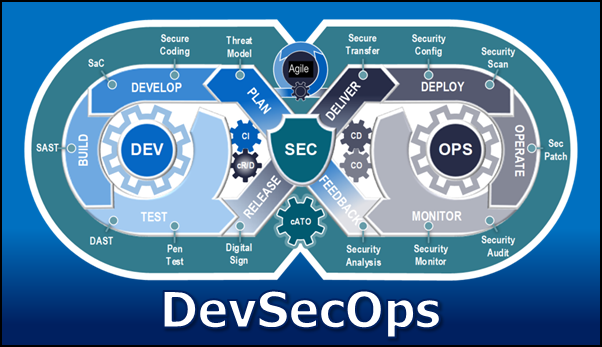 Secure
Coding
Threat
Model
SaC
DEVELOP
PLAN
Agile
Secure
Transfer
Security
Config
Security
Scan
DELIVER
DEPLOY
SAST
BUILD
DEV
CI
cR/D
SEC
CD
CO
OPS
OPERATE
Sec
Patch
TEST
RELEASE
cATO
FEEDBACK
MONITOR
DAST
Pen
Test
Digital
Sign
Security
Analysis
Security
Monitor
Security
Audit
DevSecOps